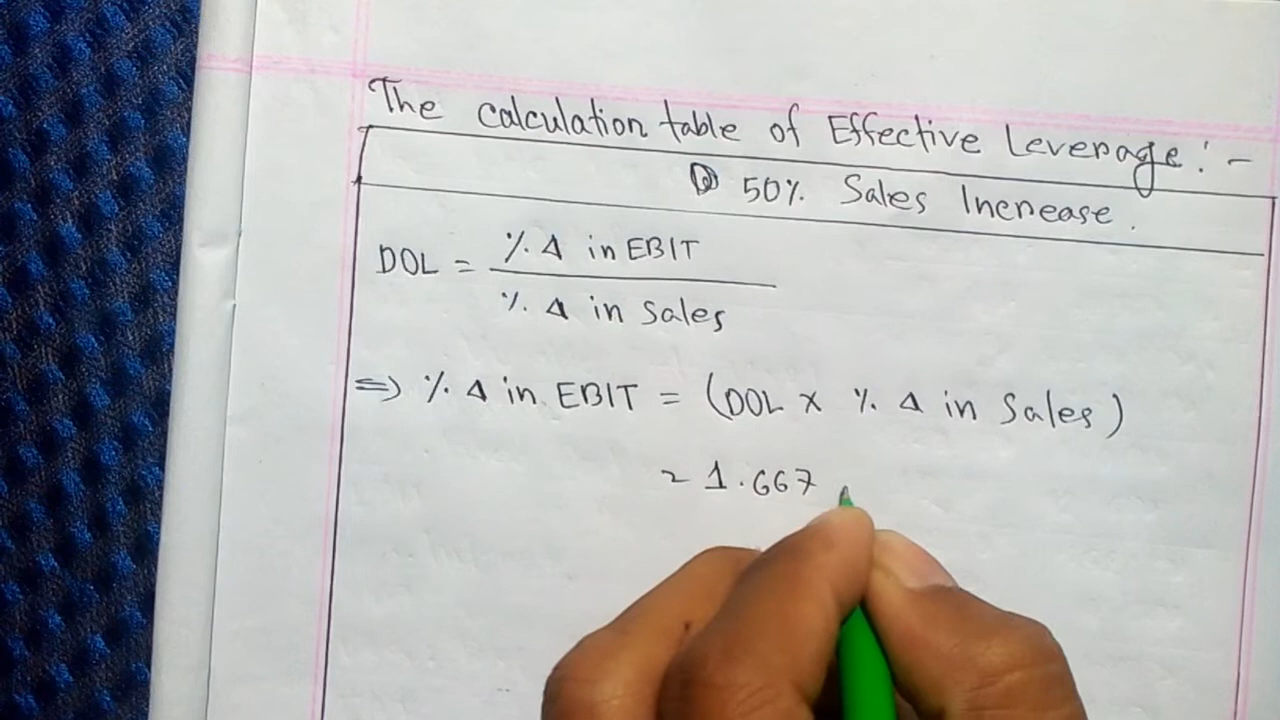 The calculation table of Effective Leverage:-
50% Sales Increase.
DOL = % Δ in EBIT
% Δ in Sales
⇒ % Δ in EBIT = (DOL × % Δ in Sales)
= 1.667